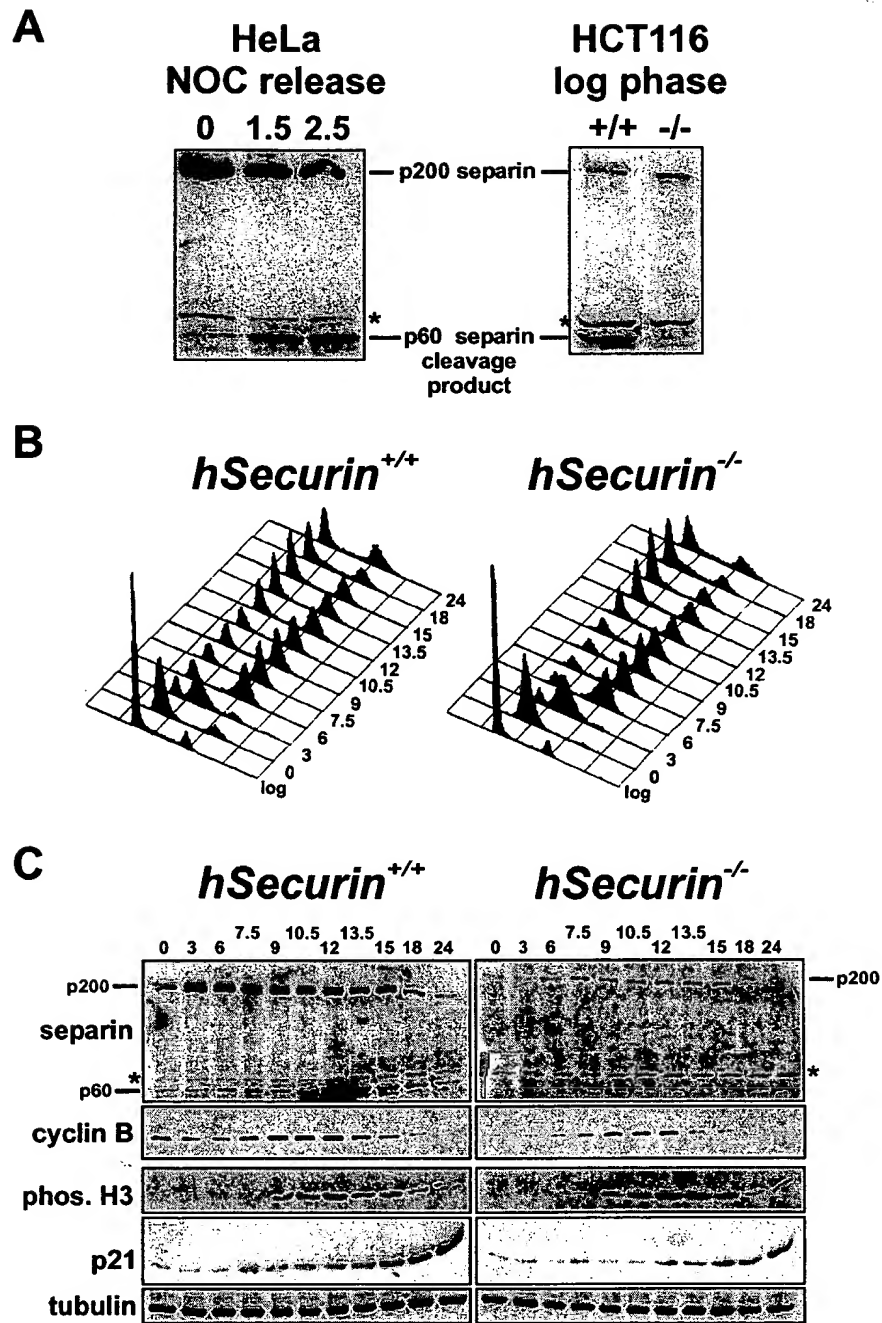 A
HeLa
NOC release
0 1.5 2.5
HCT116
log phase
+/+ -/-
p200 separin
*
*
p60 separin
cleavage
product
B
hSecurin+/+
hSecurin-/-
log 0 3 6 7.5 9 10.5 12 13.5 15 18 24
log 0 3 6 7.5 9 10.5 12 13.5 15 18 24
C
hSecurin+/+
hSecurin-/-
0 3 6 7.5 9 10.5 12 13.5 15 18 24
0 3 6 7.5 9 10.5 12 13.5 15 18 24
p200
p200
separin
*
*
p60
cyclin B
phos. H3
p21
tubulin